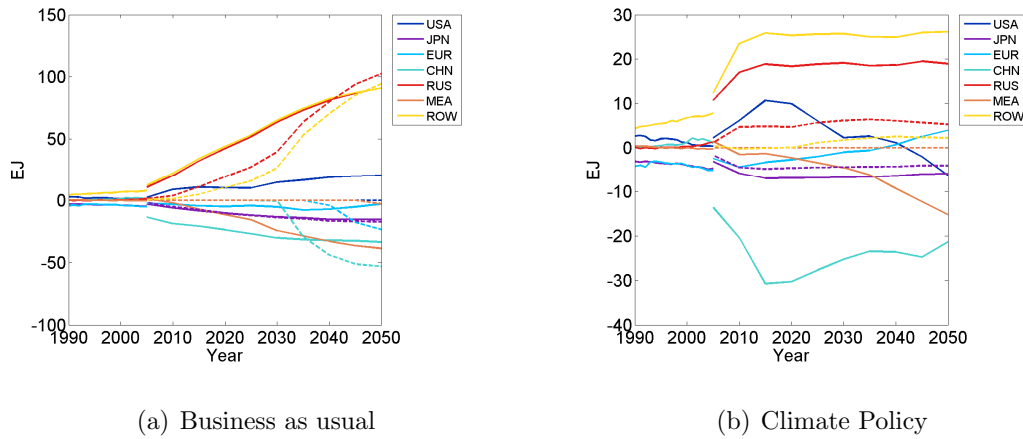 150
100
50
0
-50
-100
EJ
1990 2000 2010 2020 2030 2040 2050
Year
USA
JPN
EUR
CHN
RUS
MEA
ROW
(a) Business as usual
30
20
10
0
-10
-20
-30
-40
EJ
1990 2000 2010 2020 2030 2040 2050
Year
USA
JPN
EUR
CHN
RUS
MEA
ROW
(b) Climate Policy